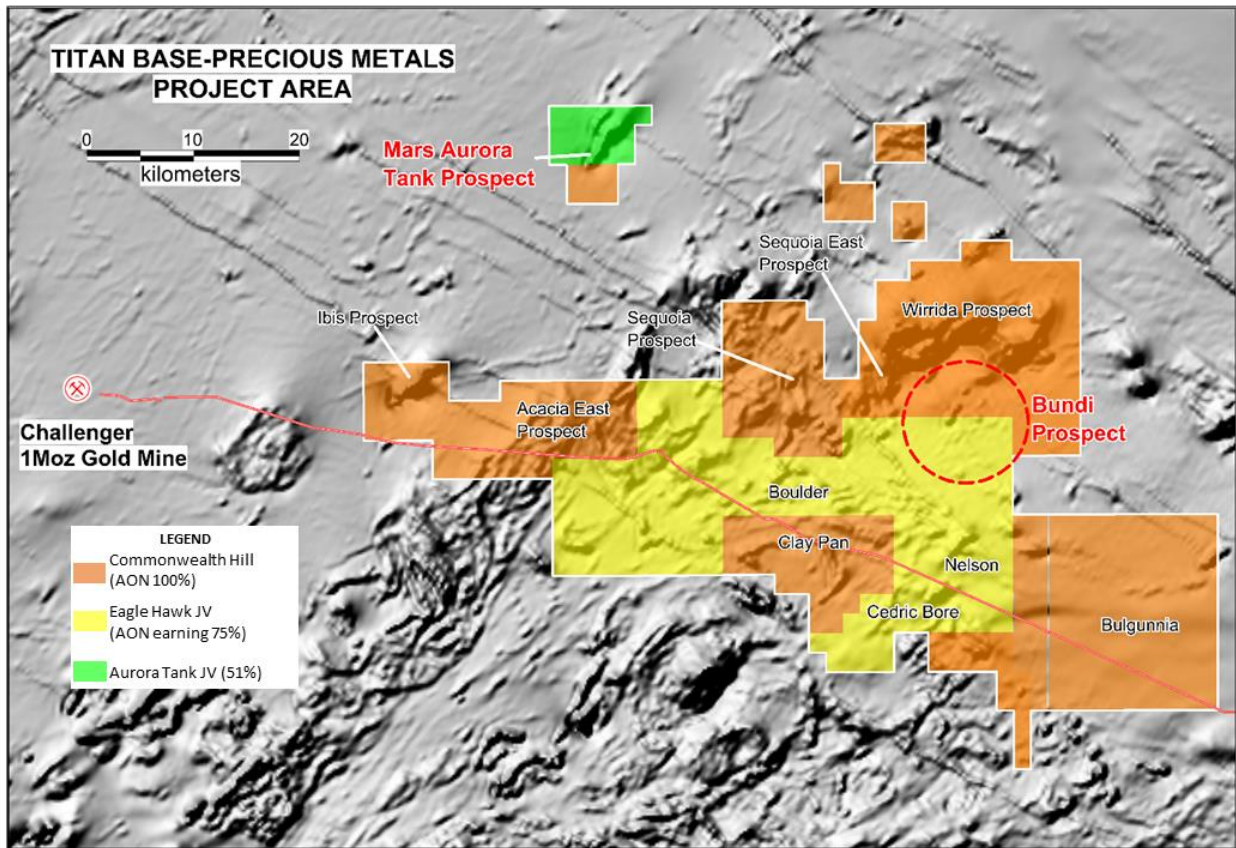 TITAN BASE-PRECIOUS METALS
PROJECT AREA
0 10 20
kilometers
Mars Aurora
Tank Prospect
Sequoia East
Prospect
Ibis Prospect
Sequoia
Prospect
Wirrida Prospect
Challenger
1Moz Gold Mine
Acacia East
Prospect
Bundi
Prospect
Boulder
Clay Pan
Nelson
Cedric Bore
Bulgunnia
LEGEND
Commonwealth Hill
(AON 100%)
Eagle Hawk JV
(AON earning 75%)
Aurora Tank JV (51%)